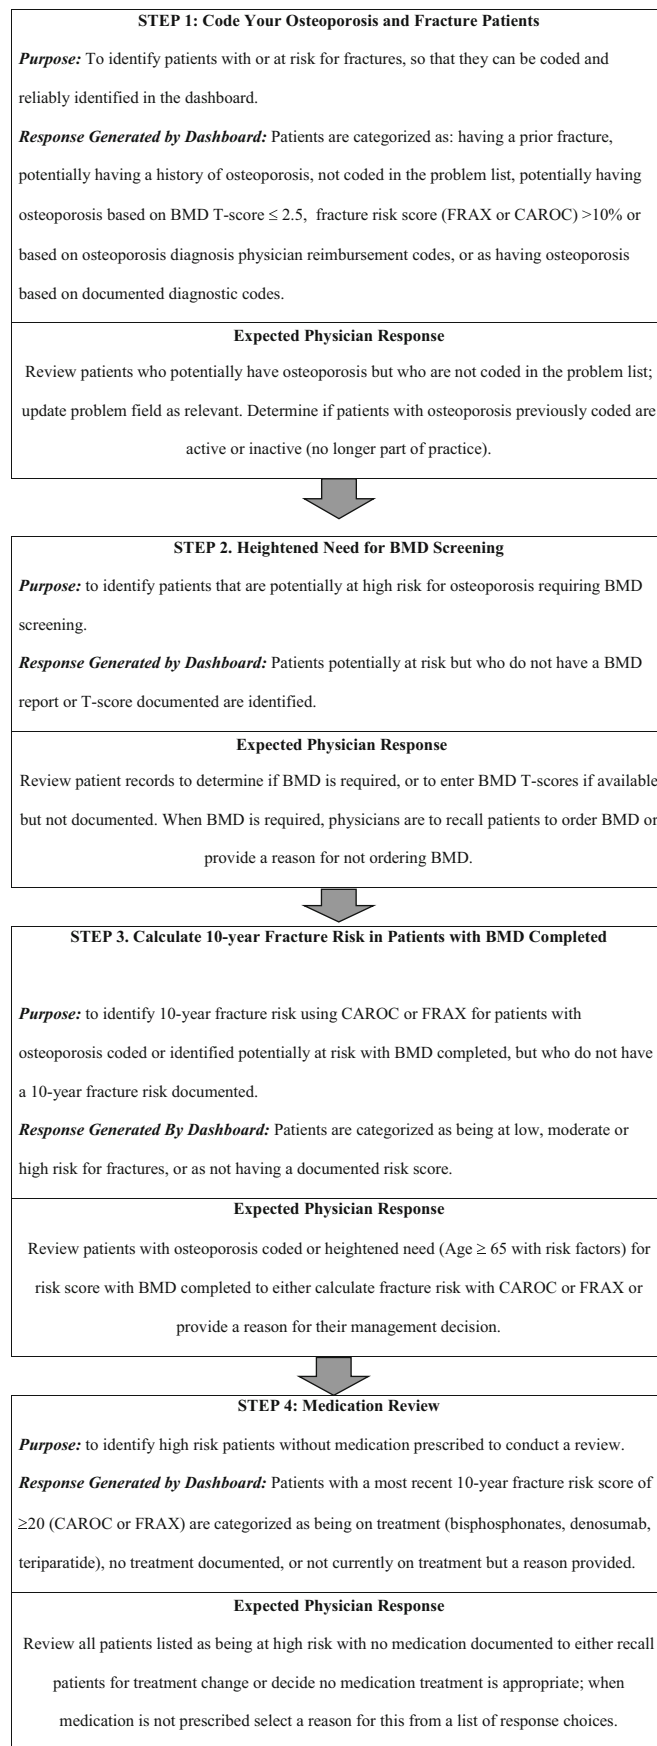 STEP 1: Code Your Osteoporosis and Fracture Patients
Purpose: To identify patients with or at risk for fractures, so that they can be coded and
reliably identified in the dashboard.
Response Generated by Dashboard: Patients are categorized as: having a prior fracture,
potentially having a history of osteoporosis, not coded in the problem list, potentially having
osteoporosis based on BMD T-score ≤ 2.5, fracture risk score (FRAX or CAROC) >10% or
based on osteoporosis diagnosis physician reimbursement codes, or as having osteoporosis
based on documented diagnostic codes.
Expected Physician Response
Review patients who potentially have osteoporosis but who are not coded in the problem list;
update problem field as relevant. Determine if patients with osteoporosis previously coded are
active or inactive (no longer part of practice).
STEP 2. Heightened Need for BMD Screening
Purpose: to identify patients that are potentially at high risk for osteoporosis requiring BMD
screening.
Response Generated by Dashboard: Patients potentially at risk but who do not have a BMD
report or T-score documented are identified.
Expected Physician Response
Review patient records to determine if BMD is required, or to enter BMD T-scores if available
but not documented. When BMD is required, physicians are to recall patients to order BMD or
provide a reason for not ordering BMD.
STEP 3. Calculate 10-year Fracture Risk in Patients with BMD Completed
Purpose: to identify 10-year fracture risk using CAROC or FRAX for patients with
osteoporosis coded or identified potentially at risk with BMD completed, but who do not have
a 10-year fracture risk documented.
Response Generated By Dashboard: Patients are categorized as being at low, moderate or
high risk for fractures, or as not having a documented risk score.
Expected Physician Response
Review patients with osteoporosis coded or heightened need (Age ≥ 65 with risk factors) for
risk score with BMD completed to either calculate fracture risk with CAROC or FRAX or
provide a reason for their management decision.
STEP 4: Medication Review
Purpose: to identify high risk patients without medication prescribed to conduct a review.
Response Generated by Dashboard: Patients with a most recent 10-year fracture risk score of
≥20 (CAROC or FRAX) are categorized as being on treatment (bisphosphonates, denosumab,
teriparatide), no treatment documented, or not currently on treatment but a reason provided.
Expected Physician Response
Review all patients listed as being at high risk with no medication documented to either recall
patients for treatment change or decide no medication treatment is appropriate; when
medication is not prescribed select a reason for this from a list of response choices.